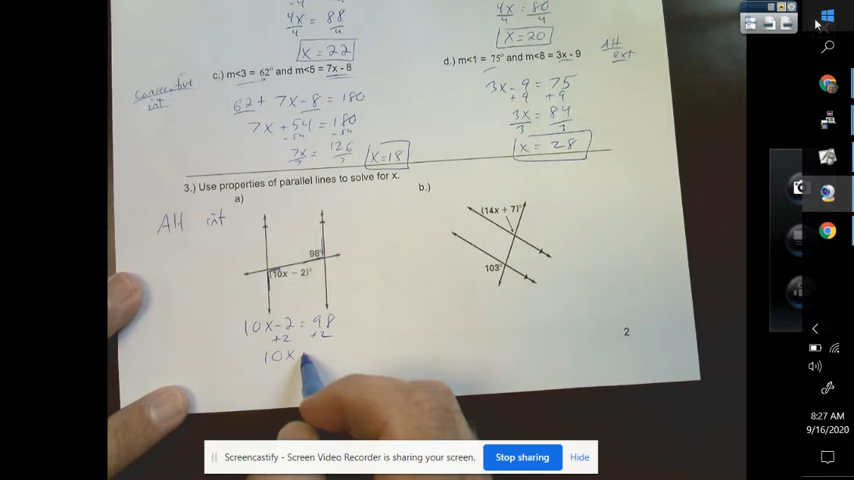 4x = 88
4 4
x = 22
4x = 80
4 4
x = 20
c.) m<3 = 62° and m<5 = 7x - 8
Consecutive
int
62 + 7x - 8 = 180
7x + 54 = 180
-54 -54
7x = 126
x = 18
d.) m<1 = 75° and m<8 = 3x - 9
Alt
ext
3x - 9 = 75
+9 +9
3x = 84
3 3
x = 28
3.) Use properties of parallel lines to solve for x.
a)
Alt. int
98°
(10x − 2)°
10x - 2 = 98
+2 +2
10x
b.)
(14x + 7)°
103°
2
Screencastify - Screen Video Recorder is sharing your screen.
Stop sharing
Hide
8:27 AM
9/16/2020